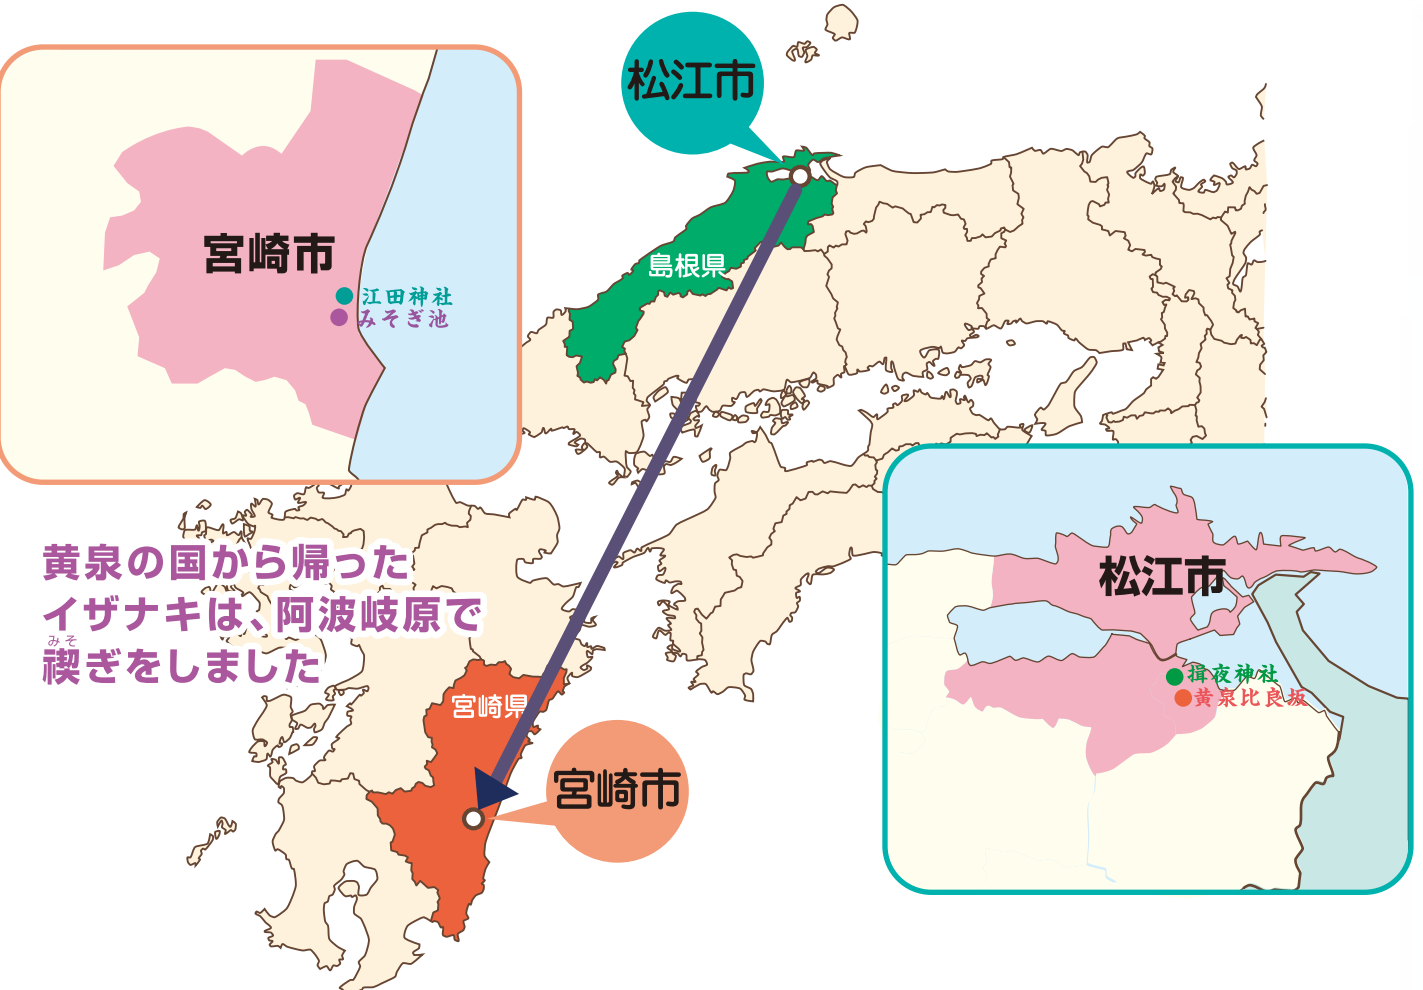 松江市
宮崎市
江田神社
みそぎ池
島根県
黄泉の国から帰った
イザナキは、阿波岐原で
みそ
禊ぎをしました
宮崎県
宮崎市
松江市
揖夜神社
黄泉比良坂